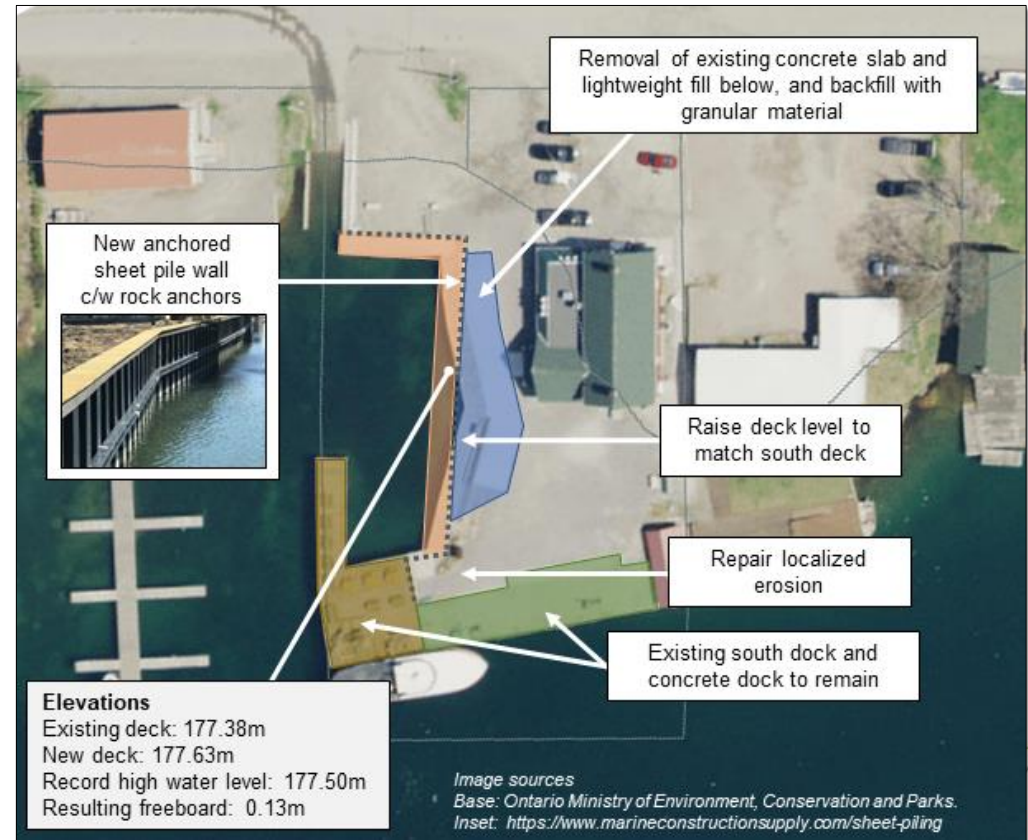 Removal of existing concrete slab and
lightweight fill below, and backfill with
granular material
New anchored
sheet pile wall
c/w rock anchors
Raise deck level to
match south deck
Repair localized
erosion
Existing south dock and
concrete dock to remain
Elevations
Existing deck: 177.38m
New deck: 177.63m
Record high water level: 177.50m
Resulting freeboard: 0.13m
Image sources
Base: Ontario Ministry of Environment, Conservation and Parks.
Inset: https://www.marineconstructionsupply.com/sheet-piling